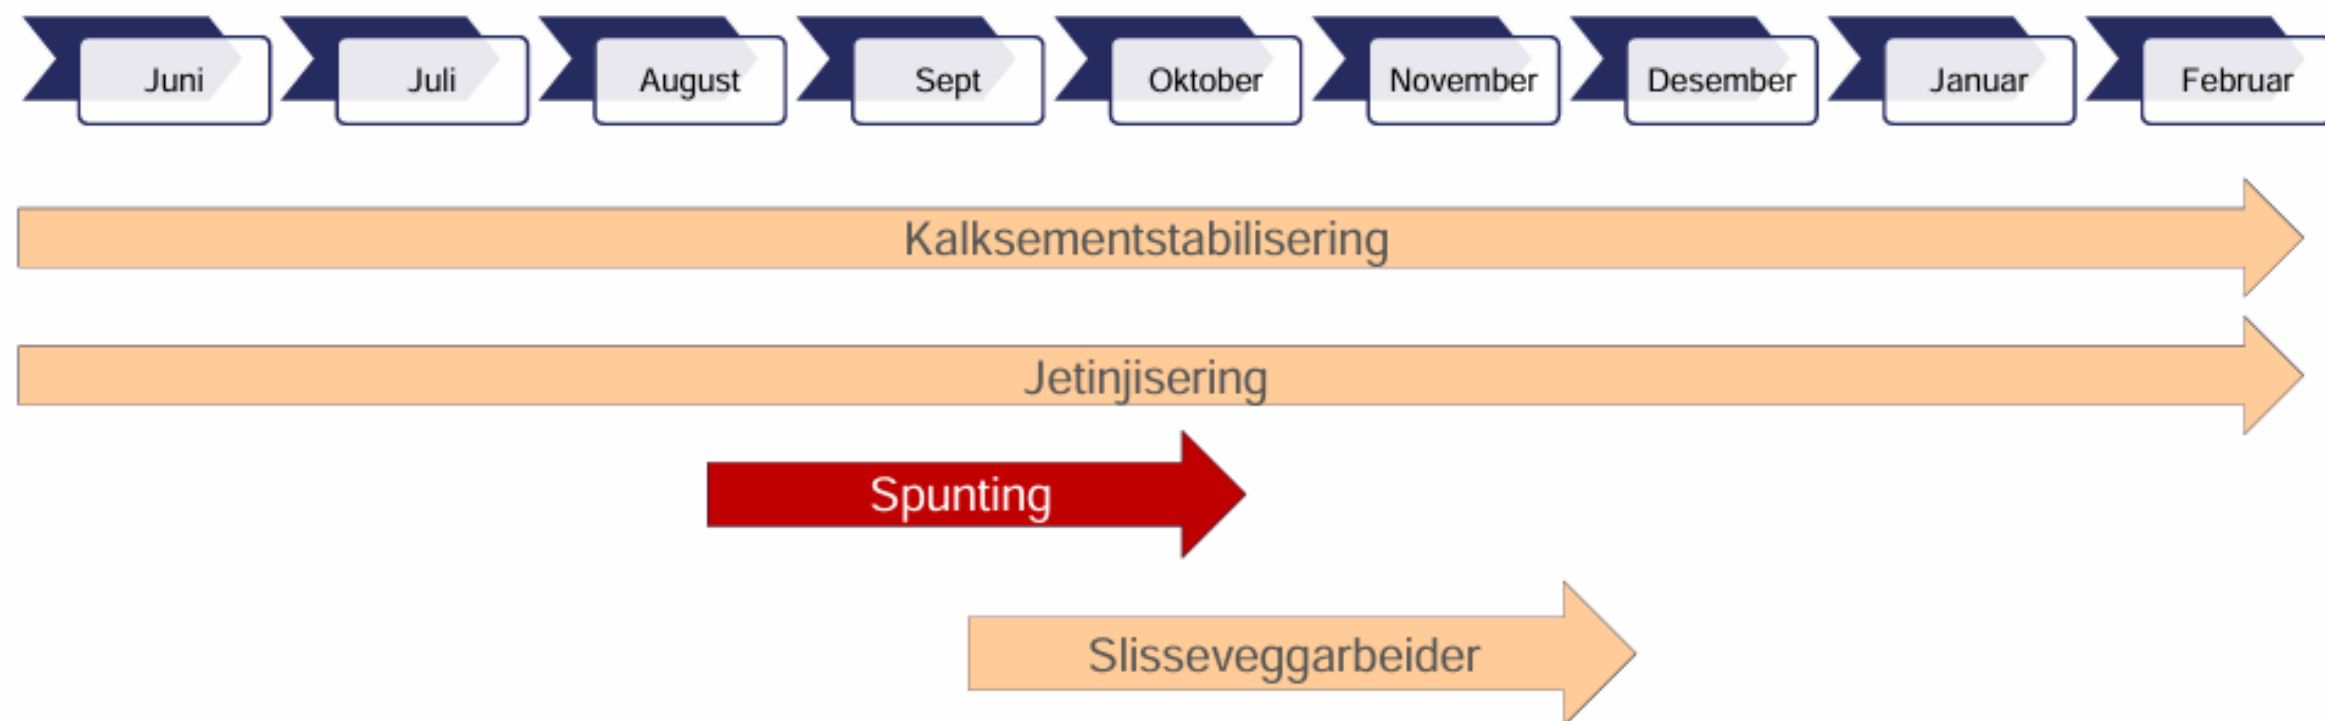 Juni Juli August Sept Oktober November Desember Januar Februar
Kalksementstabilisering
Jetinjisering
Spunting
Slisseveggarbeider